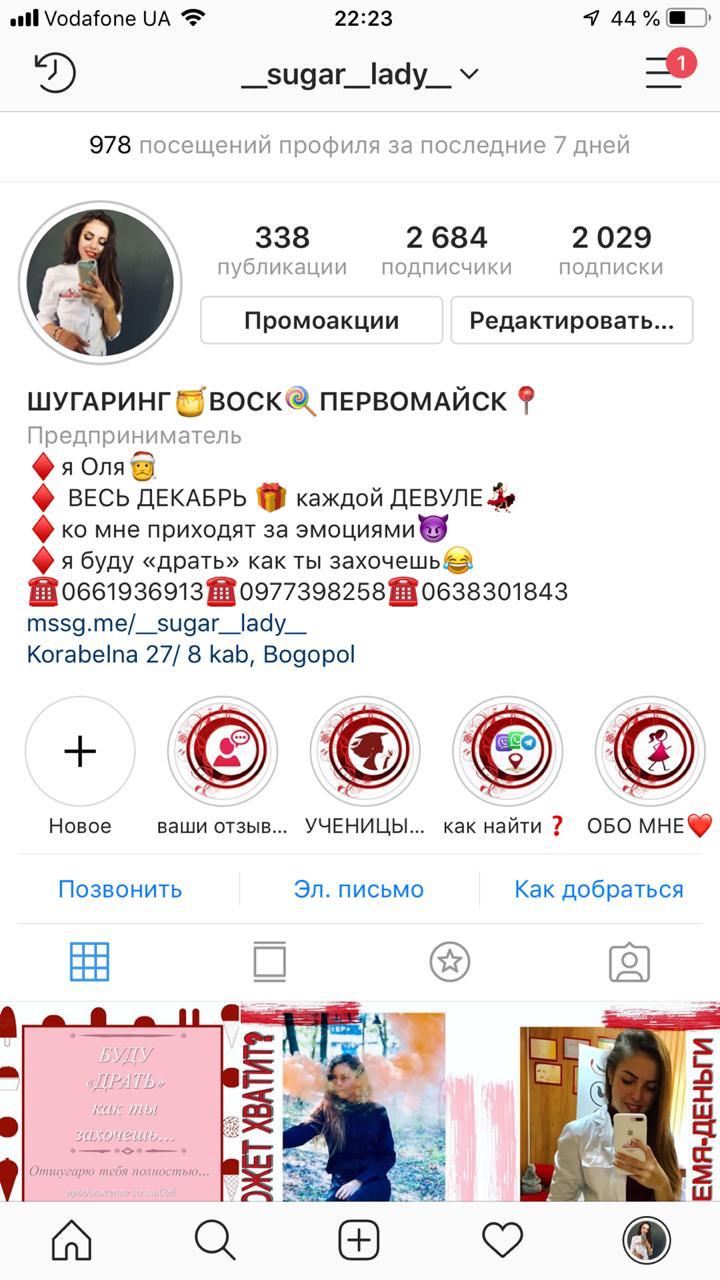 Vodafone UA
22:23
44 %
__sugar__lady__
1
978 посещений профиля за последние 7 дней
338
2 684
2 029
публикации
подписчики
подписки
Промоакции
Редактировать...
ШУГАРИНГ🍯ВОСК🍭ПЕРВОМАЙСК📍
Предприниматель
♦️я Оля🎅
♦️ ВЕСЬ ДЕКАБРЬ 🎁 каждой ДЕВУЛЕ💃
♦️ко мне приходят за эмоциями😈
♦️я буду «драть» как ты захочешь😂
☎️0661936913☎️0977398258☎️0638301843
mssg.me/__sugar__lady__
Korabelna 27/ 8 kab, Bogopol
Новое
ваши отзыв...
УЧЕНИЦЫ...
как найти❓
ОБО МНЕ❤️
Позвонить
Эл. письмо
Как добраться
БУДУ
«ДРАТЬ»
как ты
захочешь...
Отшугарю тебя полностью...
продолжение за тобой
ОЖЕТ ХВАТИТ?
ЕМЯ-ДЕНЬГИ